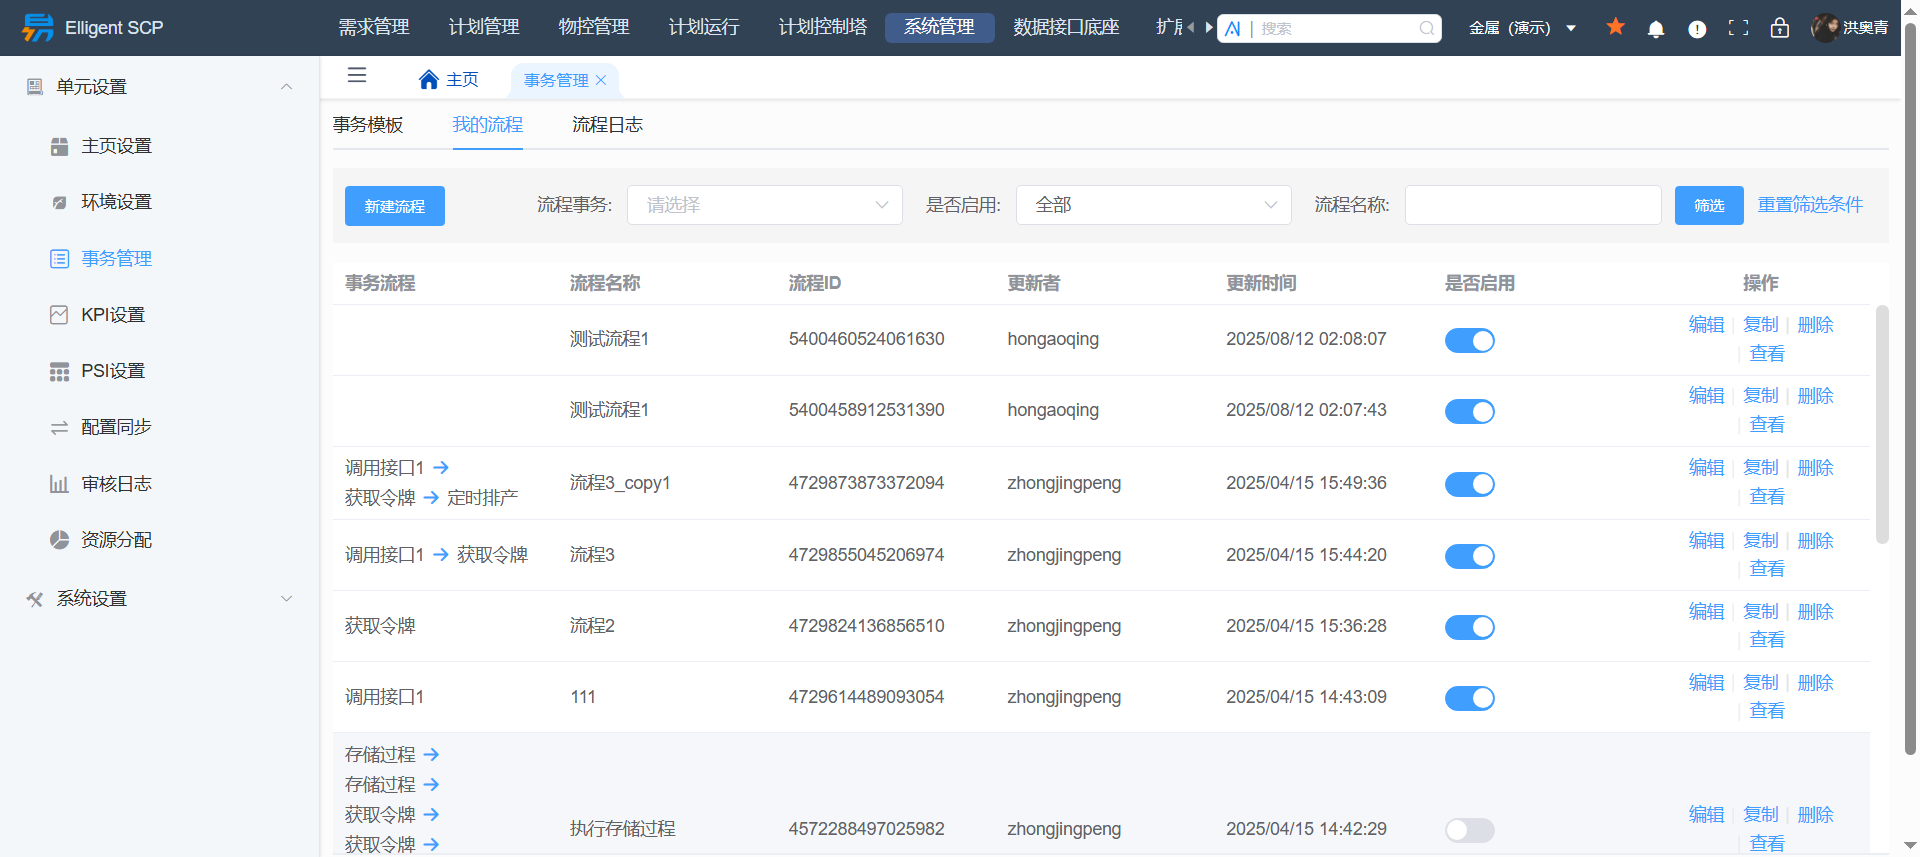 Elligent SCP
需求管理 计划管理 物控管理 计划运行 计划控制塔 系统管理 数据接口底座 扩展
AI | 搜索
金属（演示）
洪奥青
单元设置
主页设置
环境设置
事务管理
KPI设置
PSI设置
配置同步
审核日志
资源分配
系统设置
主页 事务管理
事务模板 我的流程 流程日志
新建流程 流程事务: 请选择 是否启用: 全部 流程名称: 筛选 重置筛选条件
事务流程 流程名称 流程ID 更新者 更新时间 是否启用 操作
测试流程1 5400460524061630 hongaoqing 2025/08/12 02:08:07 编辑 复制 删除
查看
测试流程1 5400458912531390 hongaoqing 2025/08/12 02:07:43 编辑 复制 删除
查看
调用接口1 →
获取令牌 → 定时排产 流程3_copy1 4729873873372094 zhongjingpeng 2025/04/15 15:49:36 编辑 复制 删除
查看
调用接口1 → 获取令牌 流程3 4729855045206974 zhongjingpeng 2025/04/15 15:44:20 编辑 复制 删除
查看
获取令牌 流程2 4729824136856510 zhongjingpeng 2025/04/15 15:36:28 编辑 复制 删除
查看
调用接口1 111 4729614489093054 zhongjingpeng 2025/04/15 14:43:09 编辑 复制 删除
查看
存储过程 →
存储过程 →
获取令牌 →
获取令牌 →
执行存储过程 4572288497025982 zhongjingpeng 2025/04/15 14:42:29 编辑 复制 删除
查看